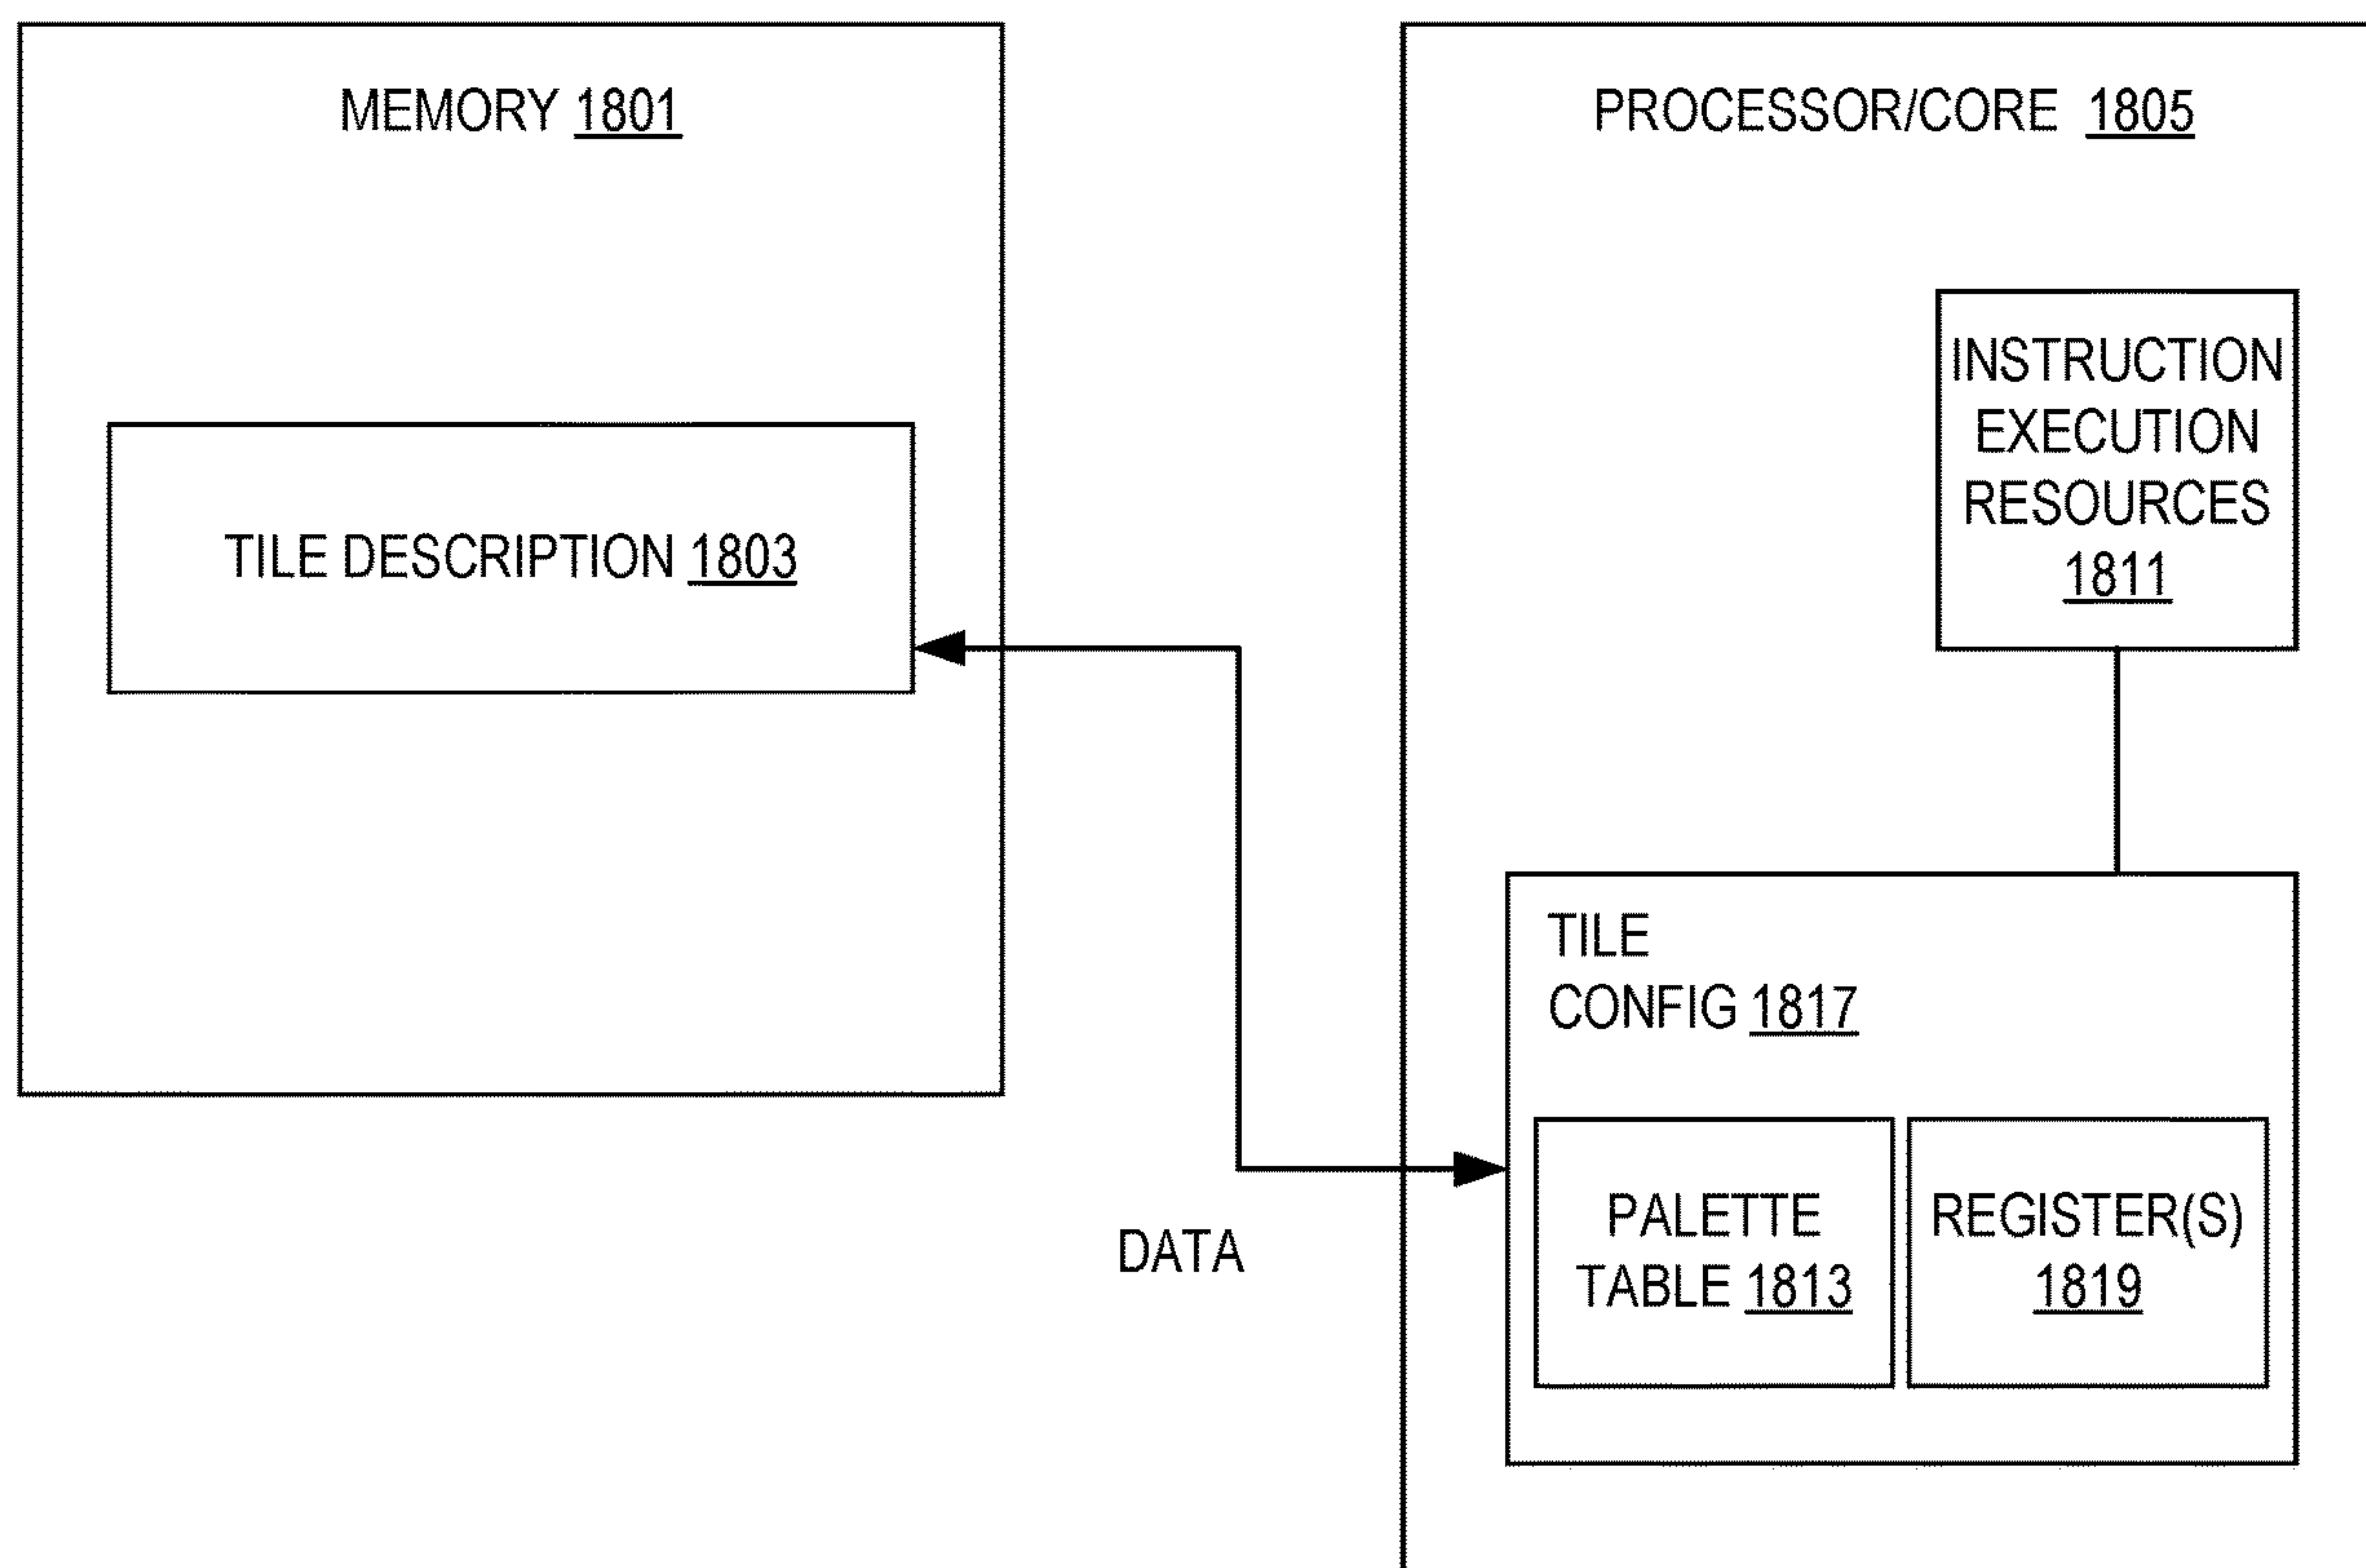 MEMORY 1801
PROCESSOR/CORE 1805
INSTRUCTION
EXECUTION
RESOURCES
1811
TILE DESCRIPTION 1803
TILE
CONFIG 1817
PALETTE
TABLE 1813
REGISTER(S)
1819
DATA